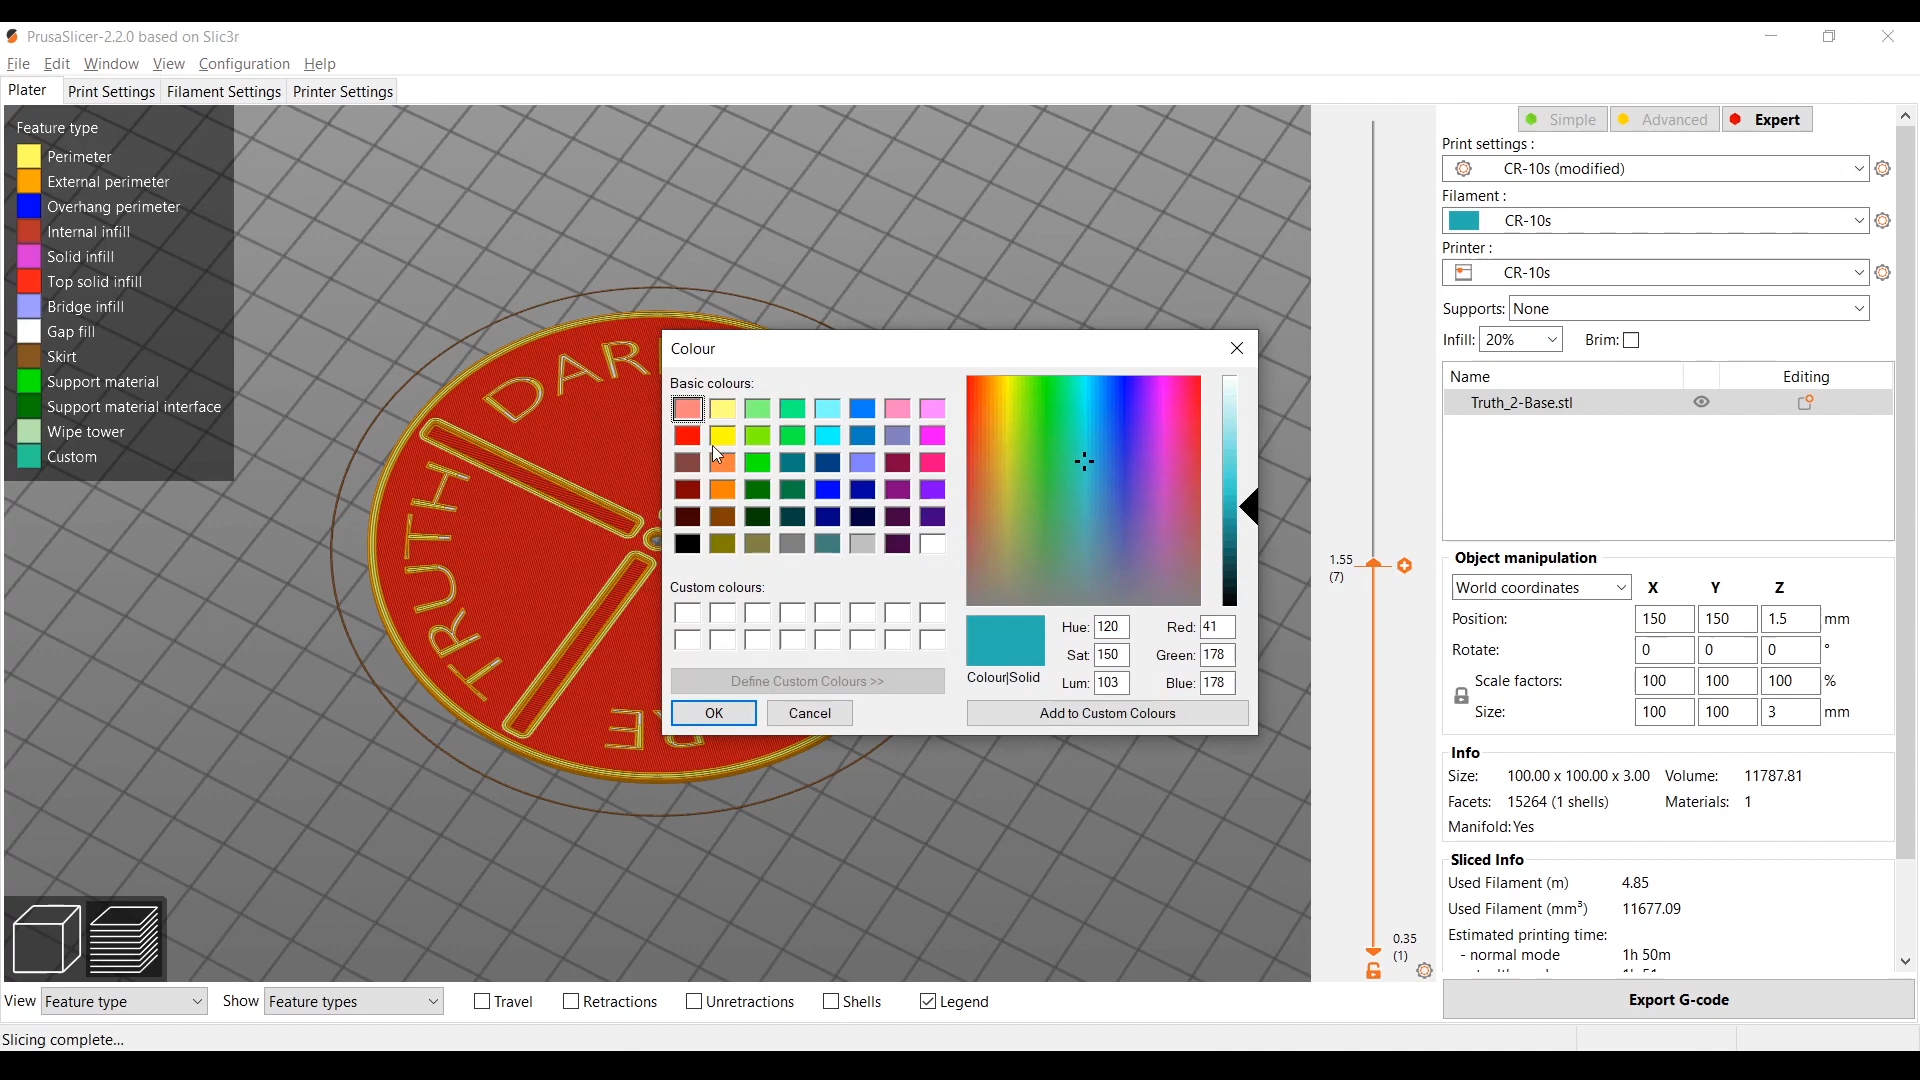 PrusaSlicer-2.2.0 based on Slic3r
File Edit Window View Configuration Help
Plater Print Settings Filament Settings Printer Settings
Feature type
Perimeter
External perimeter
Overhang perimeter
Internal infill
Solid infill
Top solid infill
Bridge infill
Gap fill
Skirt
Support material
Support material interface
Wipe tower
Custom
DAR
TRUTH
RE
Colour
Basic colours:
Custom colours:
Define Custom Colours >>
OK Cancel
Colour|Solid
Hue: 120 Red: 41
Sat: 150 Green: 178
Lum: 103 Blue: 178
Add to Custom Colours
1.55
(7)
0.35
(1)
Simple Advanced Expert
Print settings :
CR-10s (modified)
Filament :
CR-10s
Printer :
CR-10s
Supports: None
Infill: 20% Brim:
Name Editing
Truth_2-Base.stl
Object manipulation
World coordinates X Y Z
Position: 150 150 1.5 mm
Rotate: 0 0 0 °
Scale factors: 100 100 100 %
Size: 100 100 3 mm
Info
Size: 100.00 x 100.00 x 3.00 Volume: 11787.81
Facets: 15264 (1 shells) Materials: 1
Manifold: Yes
Sliced Info
Used Filament (m) 4.85
Used Filament (mm³) 11677.09
Estimated printing time:
- normal mode 1h 50m
Export G-code
View Feature type Show Feature types Travel Retractions Unretractions Shells Legend
Slicing complete...